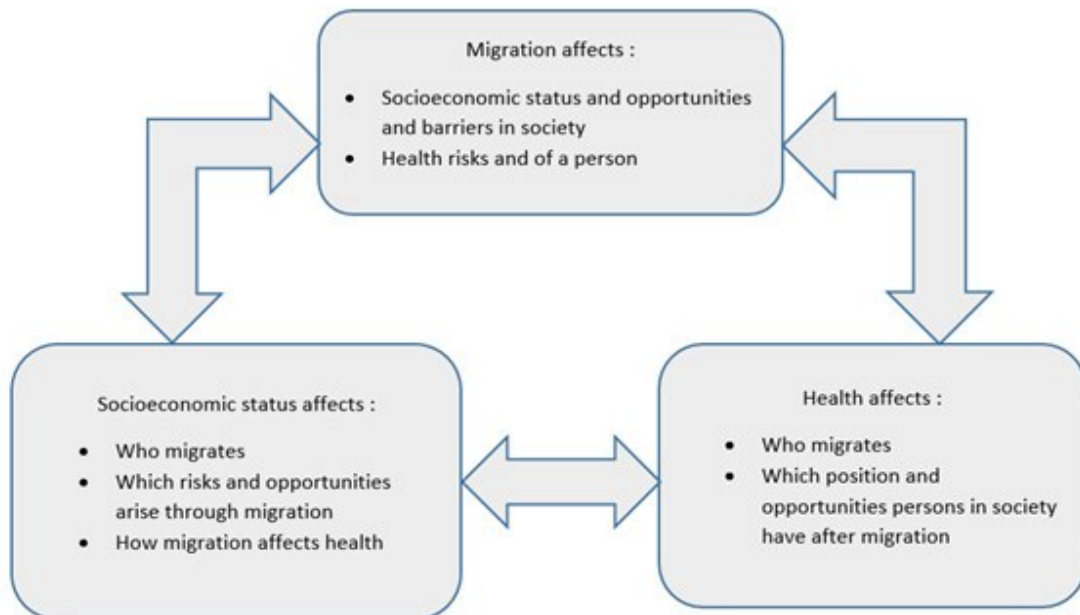 Migration affects :
• Socioeconomic status and opportunities
and barriers in society
• Health risks and of a person
Socioeconomic status affects :
• Who migrates
• Which risks and opportunities
arise through migration
• How migration affects health
Health affects :
• Who migrates
• Which position and
opportunities persons in society
have after migration